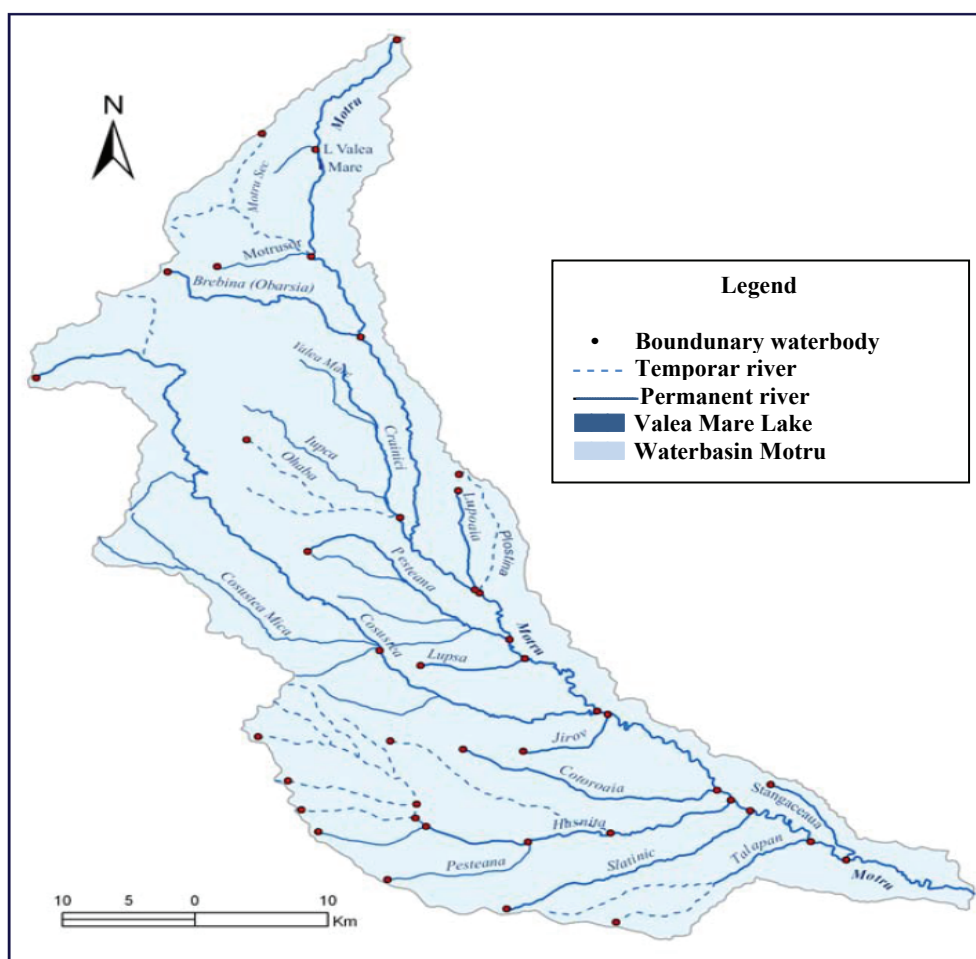 N
Motru
L Valea
Mare
Motru Sec
Motrusor
Brebina (Obarsia)
Legend
Boundunary waterbody
Temporar river
Permanent river
Valea Mare Lake
Waterbasin Motru
Valea Mare
Crainici
Jupca
Ohaba
Lupoaia
Plostina
Pesteana
Cosustea Mica
Cosustea
Motru
Lupsa
Jirov
Cotoroaia
Stangaceaua
Husnita
Slatinic
Talapan
Pesteana
Motru
10 5 0 10
Km